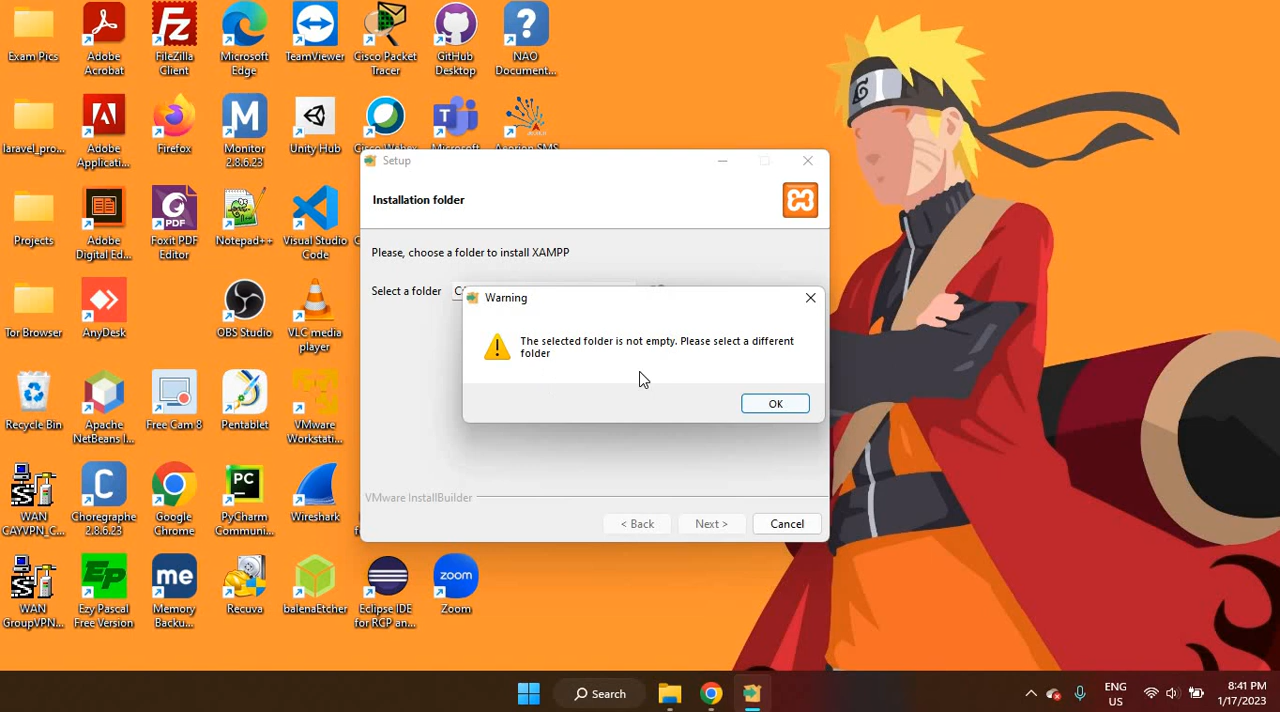 Exam Pics
Adobe
Acrobat
FileZilla
Client
Microsoft
Edge
TeamViewer
Cisco Packet
Tracer
GitHub
Desktop
NAO
Document...
laravel_pro...
Adobe
Applicati...
Firefox
Monitor
2.8.6.23
Unity Hub
Cisco Webex
Microsoft
Projects
Adobe
Digital Ed...
Foxit PDF
Editor
Notepad++
Visual Studio
Code
Tor Browser
AnyDesk
OBS Studio
VLC media
player
Recycle Bin
Apache
NetBeans I...
Free Cam 8
Pentablet
VMware
Workstati...
WAN
CAYVPN_C...
Choregraphe
2.8.6.23
Google
Chrome
PyCharm
Communi...
Wireshark
WAN
GroupVPN...
Ezy Pascal
Free Version
Memory
Backu...
Recuva
balenaEtcher
Eclipse IDE
for RCP an...
Zoom
Setup
Installation folder
Please, choose a folder to install XAMPP
Select a folder
Warning
The selected folder is not empty. Please select a different
folder
OK
VMware InstallBuilder
< Back
Next >
Cancel
Search
ENG
US
8:41 PM
1/17/2023